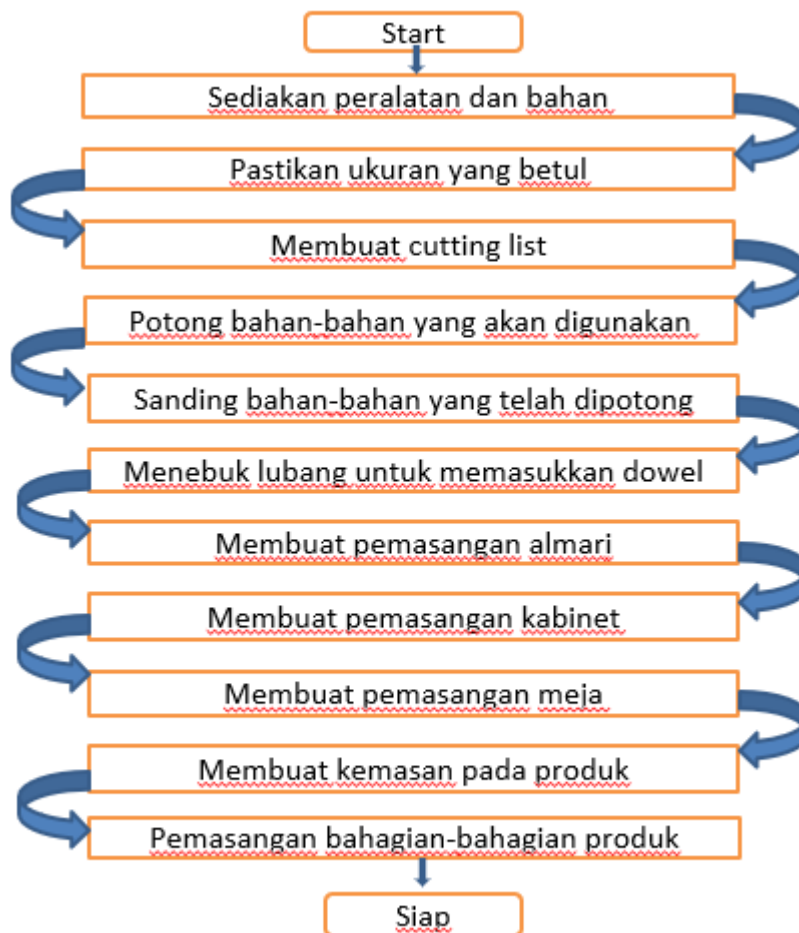 Start
Sediakan peralatan dan bahan
Pastikan ukuran yang betul
Membuat cutting list
Potong bahan-bahan yang akan digunakan
Sanding bahan-bahan yang telah dipotong
Menebuk lubang untuk memasukkan dowel
Membuat pemasangan almari
Membuat pemasangan kabinet
Membuat pemasangan meja
Membuat kemasan pada produk
Pemasangan bahagian-bahagian produk
Siap